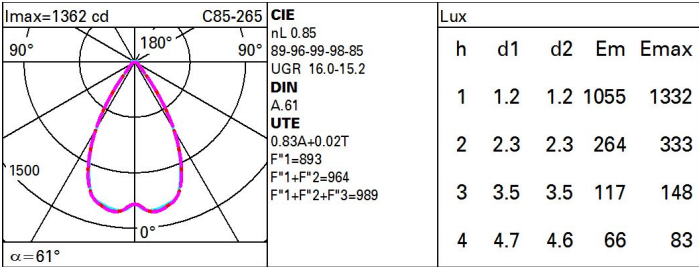 Imax=1362 cd C85-265
90° 180° 90°
1500
0°
α=61°
CIE
nL 0.85
89-96-99-98-85
UGR 16.0-15.2
DIN
A.61
UTE
0.83A+0.02T
F"1=893
F"1+F"2=964
F"1+F"2+F"3=989
Lux
h d1 d2 Em Emax
1 1.2 1.2 1055 1332
2 2.3 2.3 264 333
3 3.5 3.5 117 148
4 4.7 4.6 66 83